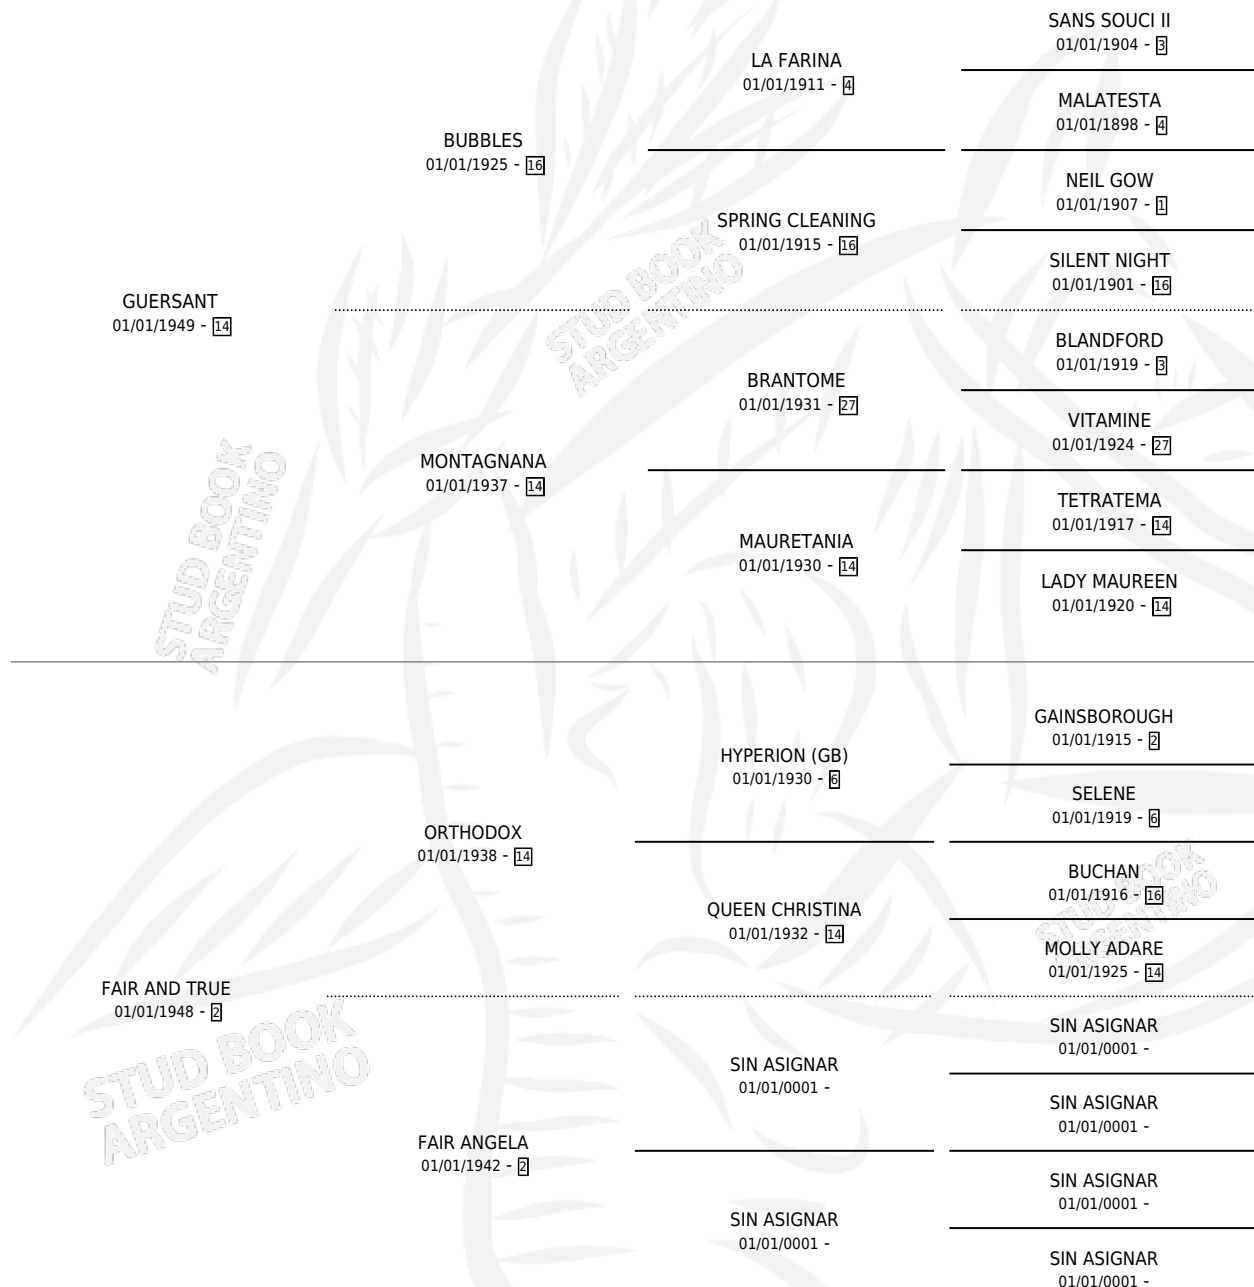 SANS SOUCI II
01/01/1904 - 3
LA FARINA
01/01/1911 - 4
MALATESTA
01/01/1898 - 4
BUBBLES
01/01/1925 - 16
NEIL GOW
01/01/1907 - 1
SPRING CLEANING
01/01/1915 - 16
SILENT NIGHT
01/01/1901 - 16
GUERSANT
01/01/1949 - 14
STUD BOOK
ARGENTINO
BLANDFORD
01/01/1919 - 3
BRANTOME
01/01/1931 - 27
VITAMINE
01/01/1924 - 27
MONTAGNANA
01/01/1937 - 14
TETRATEMA
01/01/1917 - 14
MAURETANIA
01/01/1930 - 14
LADY MAUREEN
01/01/1920 - 14
STUD BOOK
ARGENTINO
GAINSBOROUGH
01/01/1915 - 2
HYPERION (GB)
01/01/1930 - 6
SELENE
01/01/1919 - 6
ORTHODOX
01/01/1938 - 14
BUCHAN
01/01/1916 - 16
QUEEN CHRISTINA
01/01/1932 - 14
MOLLY ADARE
01/01/1925 - 14
STUD BOOK
ARGENTINO
FAIR AND TRUE
01/01/1948 - 2
STUD BOOK
ARGENTINO
SIN ASIGNAR
01/01/0001 -
SIN ASIGNAR
01/01/0001 -
SIN ASIGNAR
01/01/0001 -
FAIR ANGELA
01/01/1942 - 2
SIN ASIGNAR
01/01/0001 -
SIN ASIGNAR
01/01/0001 -
SIN ASIGNAR
01/01/0001 -